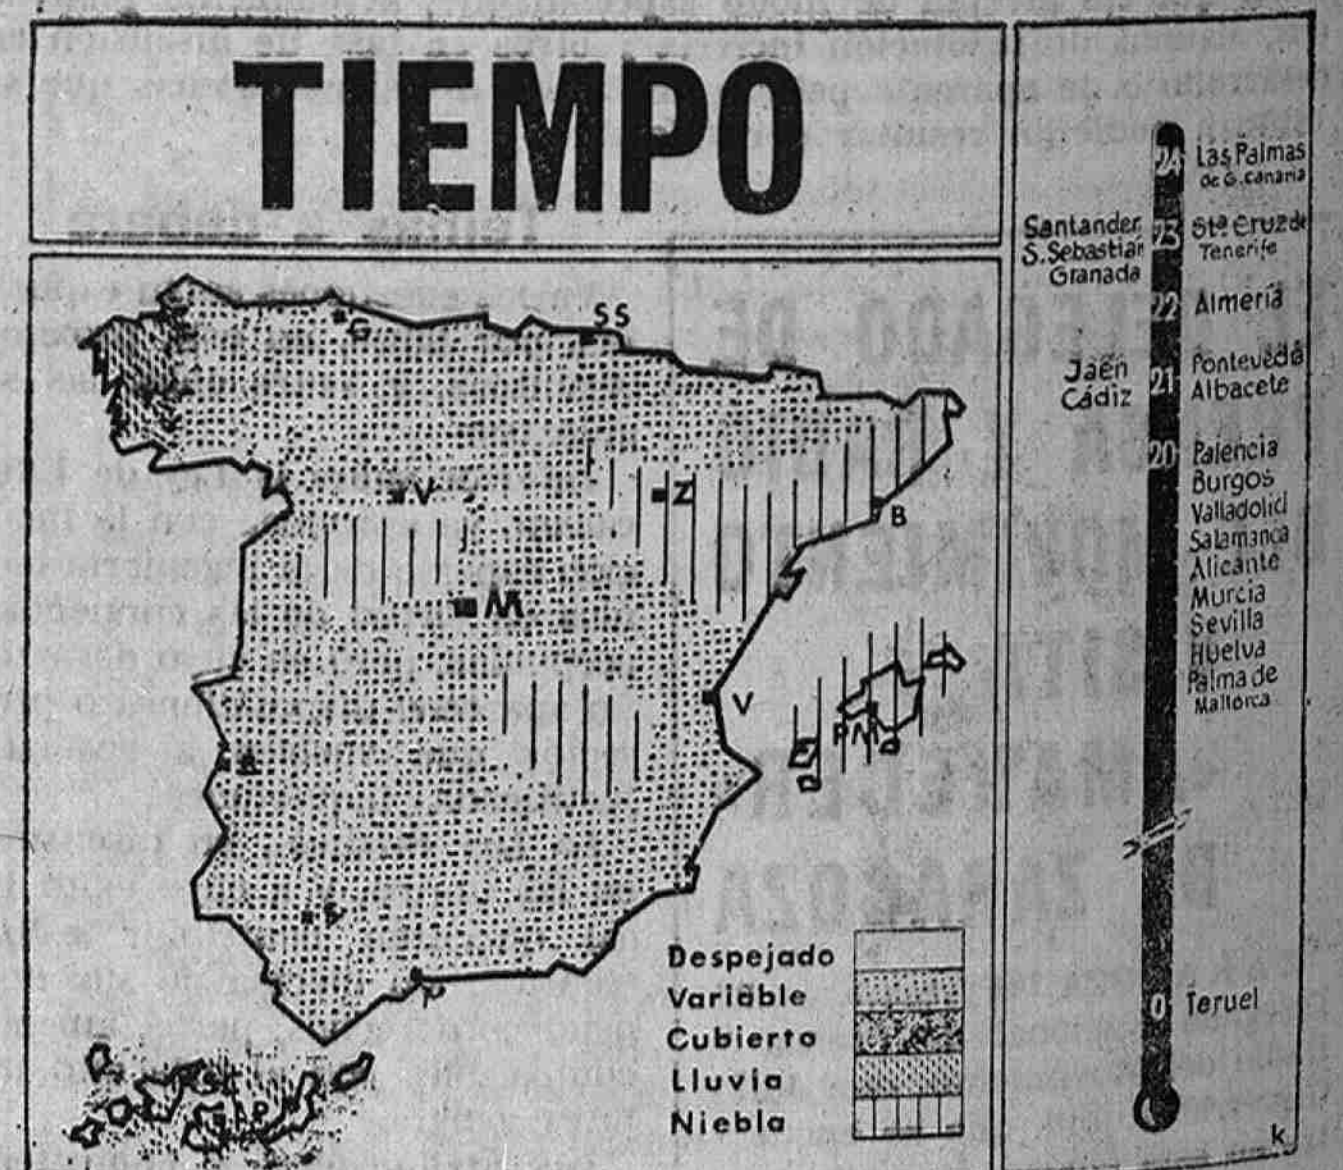 TIEMPO
G
SS
V
Z
B
M
V
PM
Despejado
Variable
Cubierto
Lluvia
Niebla
24 Las Palmas
de G. Canaria
Santander 23 Sta Cruz de
S. Sebastian Tenerife
Granada
22 Almería
Jaén 21 Pontevedra
Cádiz Albacete
20 Palencia
Burgos
Valladolid
Salamanca
Alicante
Murcia
Sevilla
Huelva
Palma de
Mallorca
0 Teruel
k